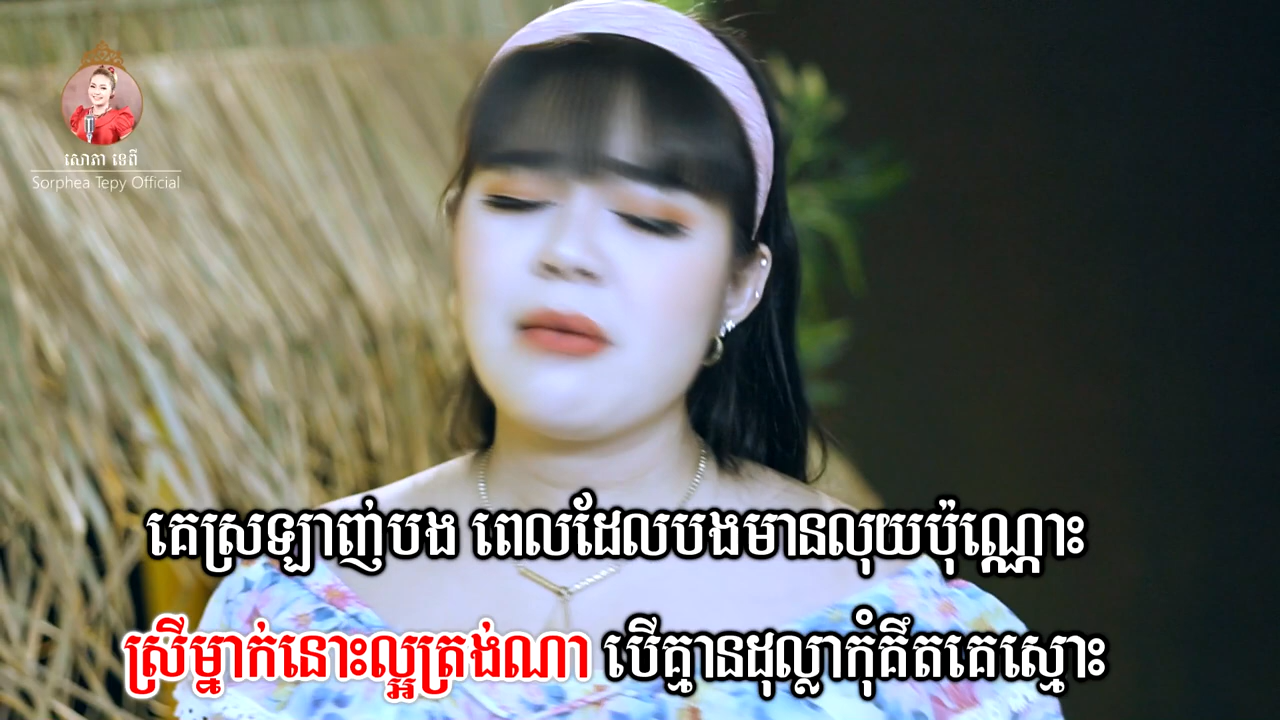 សោភា ទេពី
Sorphea Tepy Official
គេស្រឡាញ់បង ពេលដែលបងមានលុយប៉ុណ្ណោះ
ស្រីម្នាក់នោះល្អត្រង់ណា បើគ្មានដុល្លាកុំគឹតគេស្មោះ